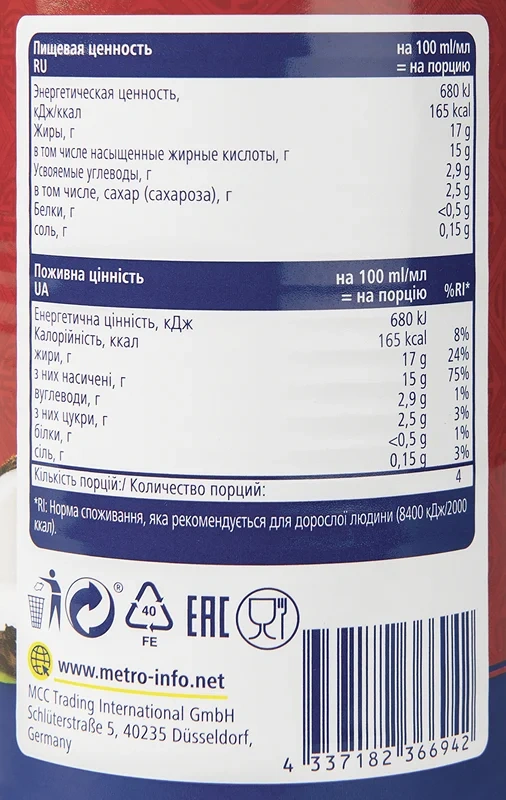 Пищевая ценность на 100 ml/мл
RU = на порцию
Энергетическая ценность, 680 kJ
кДж/ккал 165 kcal
Жиры, г 17 g
в том числе насыщенные жирные кислоты, г 15 g
Усвояемые углеводы, г 2,9 g
в том числе, сахар (сахароза), г 2,5 g
Белки, г <0,5 g
соль, г 0,15 g
Поживна цінність на 100 ml/мл
UA = на порцію %RI*
Енергетична цінність, кДж 680 kJ
Калорійність, ккал 165 kcal 8%
жири, г 17 g 24%
з них насичені, г 15 g 75%
вуглеводи, г 2,9 g 1%
з них цукри, г 2,5 g 3%
білки, г <0,5 g 1%
сіль, г 0,15 g 3%
Кількість порцій:/ Количество порций: 4
*RI: Норма споживання, яка рекомендується для дорослої людини (8400 кДж/2000
ккал).
®
40
FE
EAC
www.metro-info.net
MCC Trading International GmbH
Schlüterstraße 5, 40235 Düsseldorf,
Germany
4 337182 366942